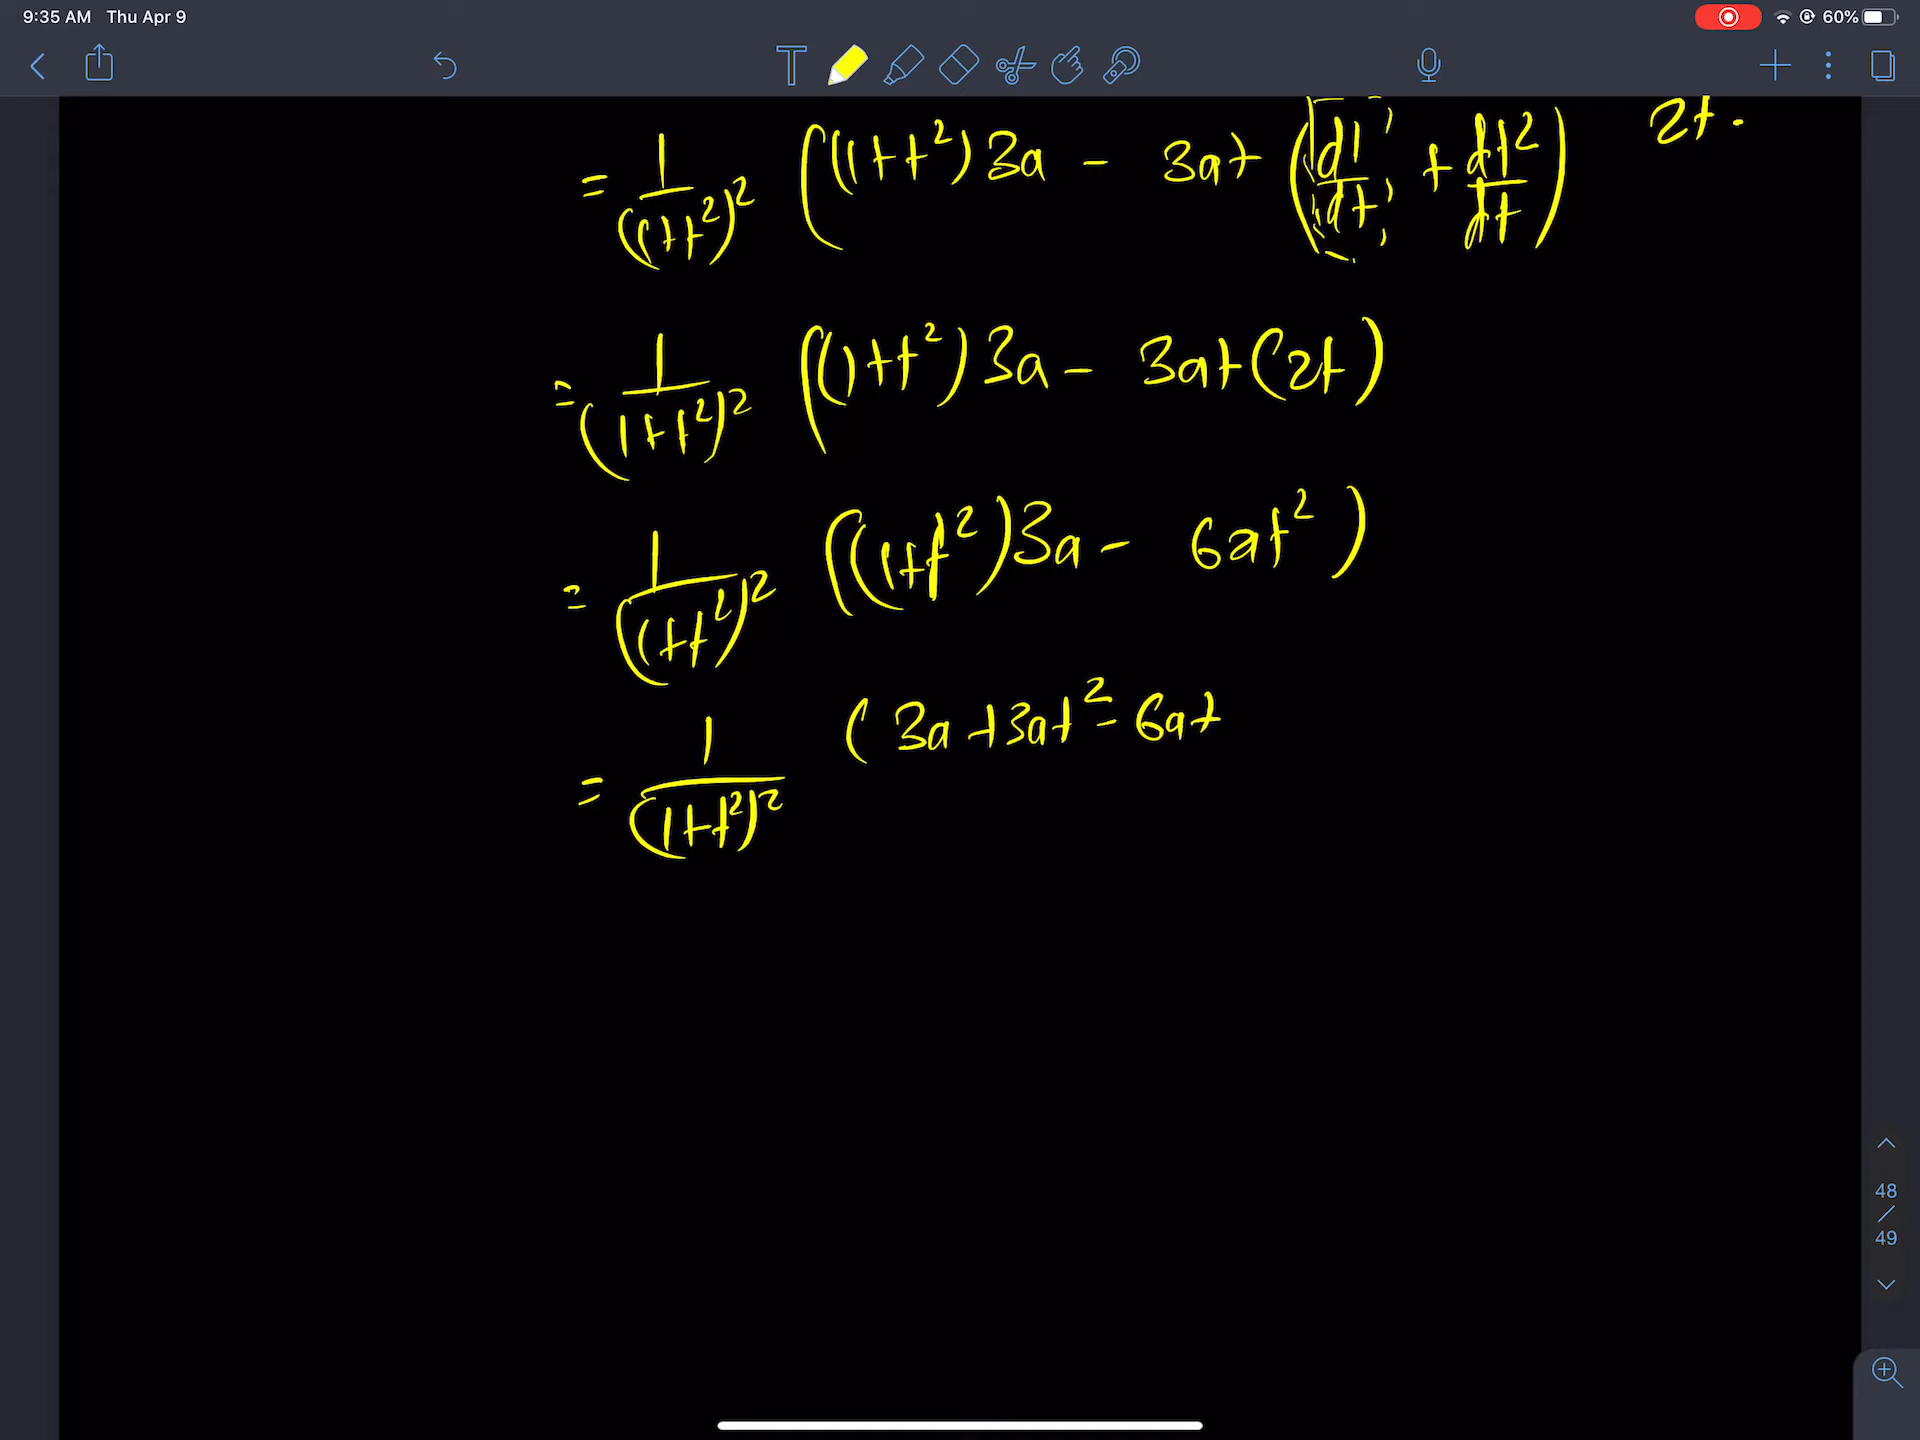 9:35 AM Thu Apr 9
60%
T
2t.
= 1/(1+t²)² ((1+t²)3a - 3at (d1/dt + dt²/dt)
= 1/(1+t²)² ((1+t²)3a - 3at(2t)
= 1/(1+t²)² ((1+t²)3a - 6at²)
= 1/(1+t²)² (3a+3at² - 6at
48
/
49